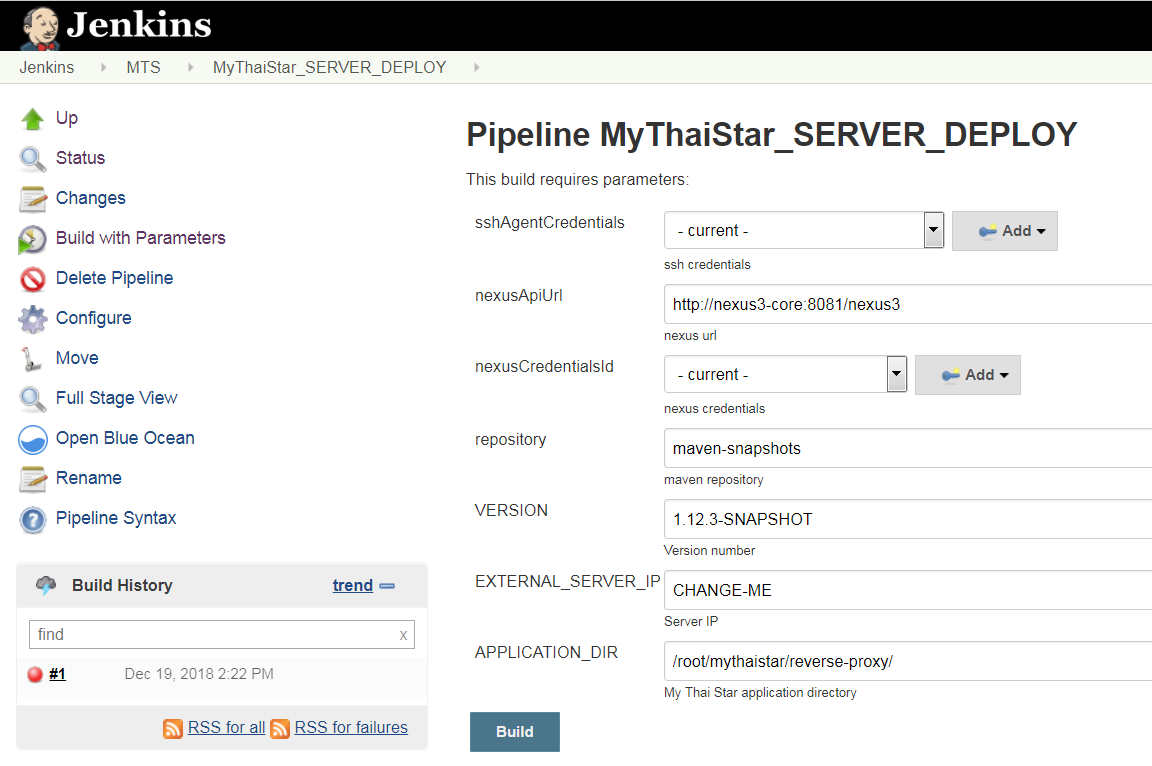 Jenkins
Jenkins MTS MyThaiStar_SERVER_DEPLOY
Up
Status
Changes
Build with Parameters
Delete Pipeline
Configure
Move
Full Stage View
Open Blue Ocean
Rename
Pipeline Syntax
Build History trend
find x
#1 Dec 19, 2018 2:22 PM
RSS for all RSS for failures
Pipeline MyThaiStar_SERVER_DEPLOY
This build requires parameters:
sshAgentCredentials - current - Add
ssh credentials
nexusApiUrl http://nexus3-core:8081/nexus3
nexus url
nexusCredentialsId - current - Add
nexus credentials
repository maven-snapshots
maven repository
VERSION 1.12.3-SNAPSHOT
Version number
EXTERNAL_SERVER_IP CHANGE-ME
Server IP
APPLICATION_DIR /root/mythaistar/reverse-proxy/
My Thai Star application directory
Build